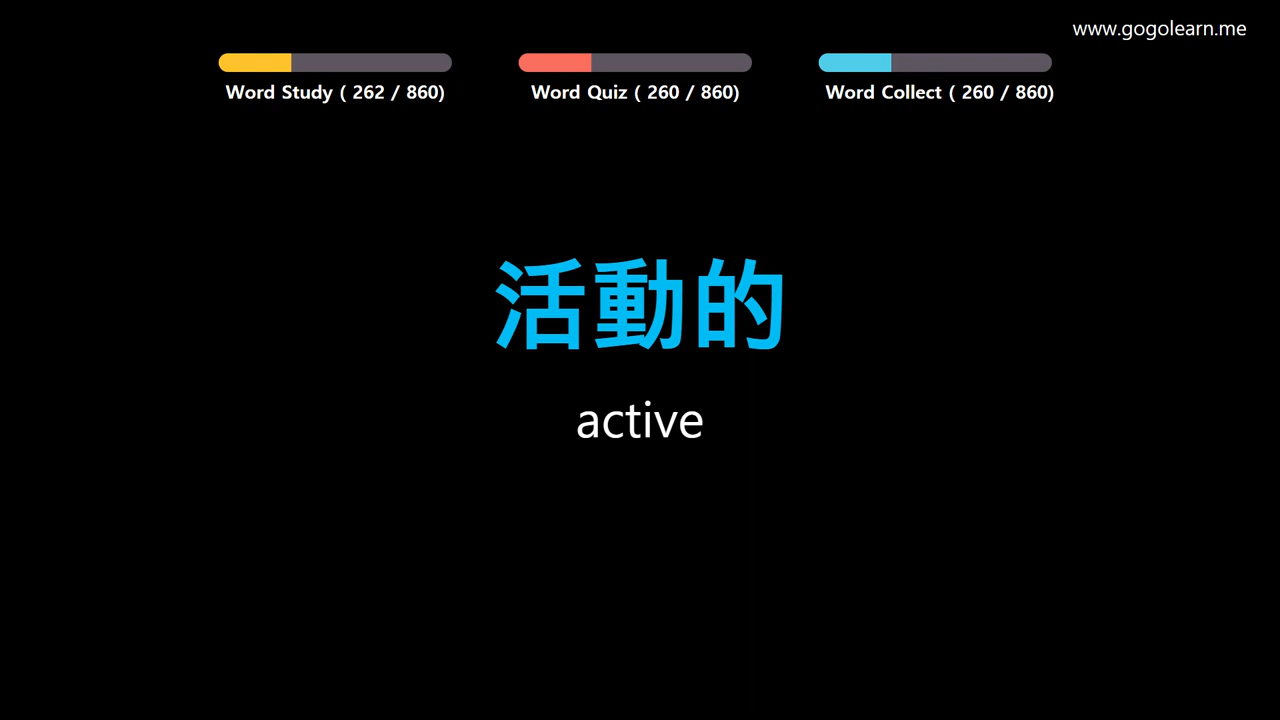 www.gogolearn.me
Word Study ( 262 / 860)
Word Quiz ( 260 / 860)
Word Collect ( 260 / 860)
活動的
active